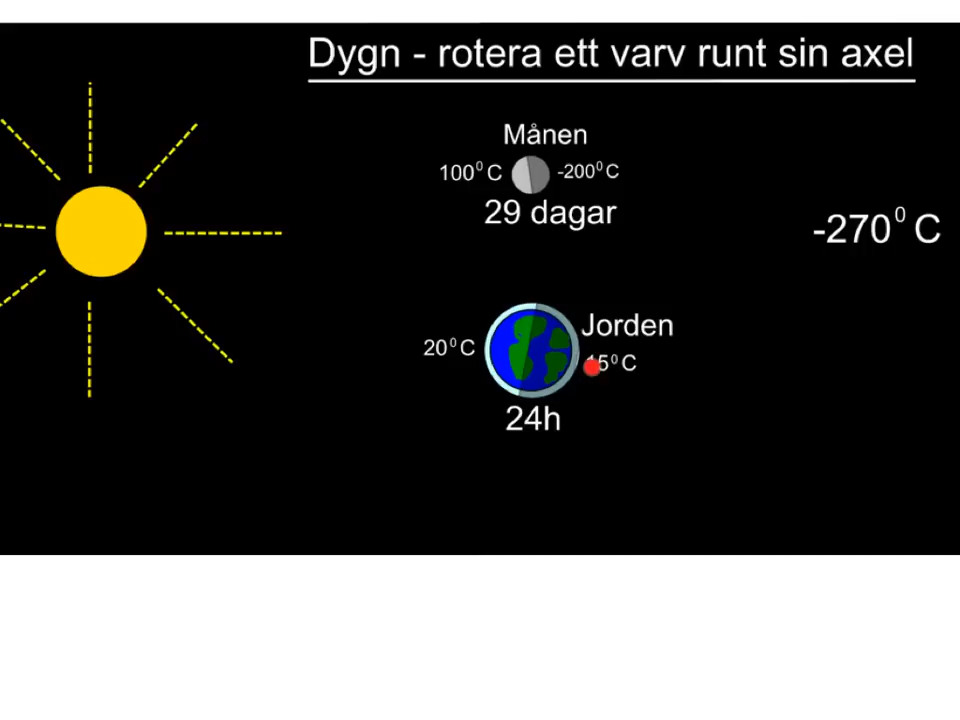 Dygn - rotera ett varv runt sin axel
Månen
100⁰ C
-200⁰ C
29 dagar
-270⁰ C
Jorden
20⁰ C
15⁰ C
24h